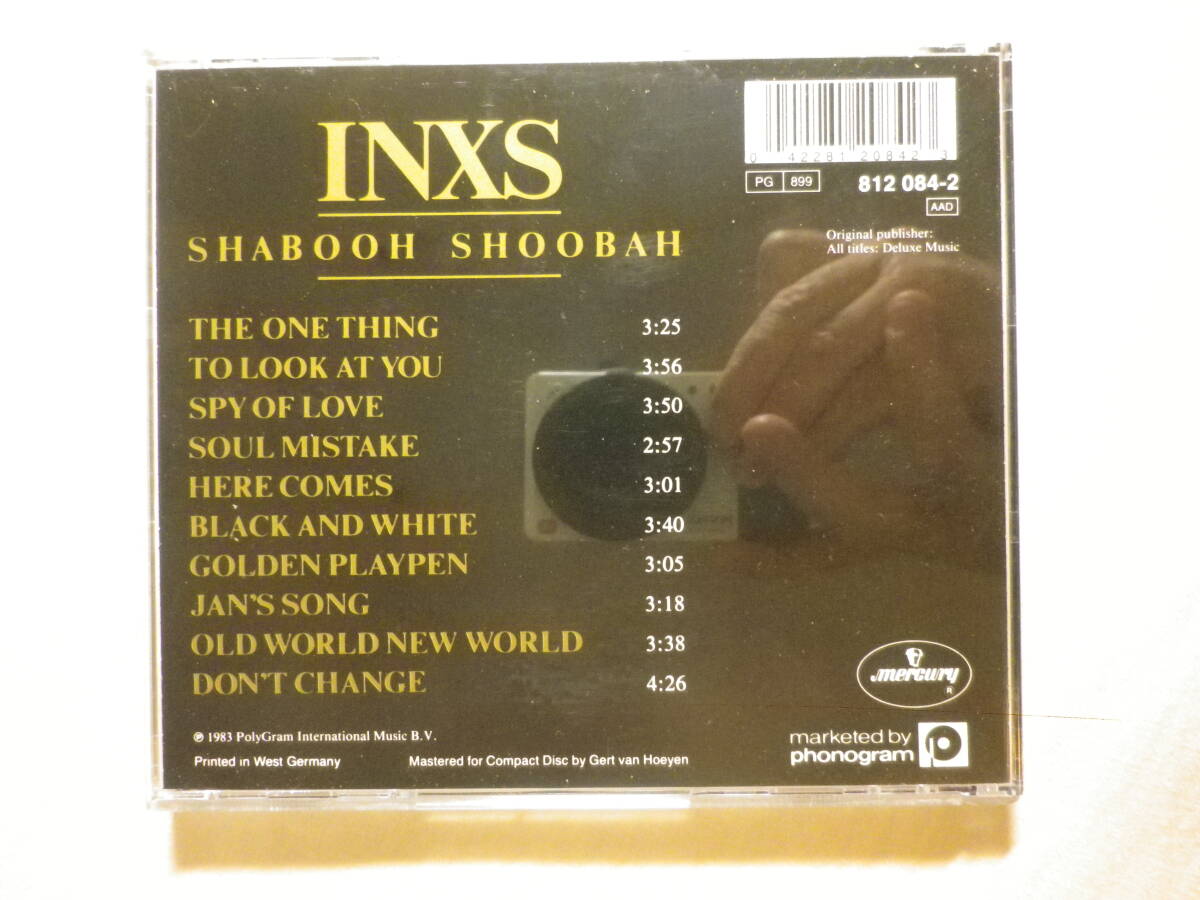 INXS
SHABOOH SHOOBAH
0 42281 20842 3
PG 899 812 084-2
AAD
Original publisher:
All titles: Deluxe Music
THE ONE THING 3:25
TO LOOK AT YOU 3:56
SPY OF LOVE 3:50
SOUL MISTAKE 2:57
HERE COMES 3:01
BLACK AND WHITE 3:40
GOLDEN PLAYPEN 3:05
JAN'S SONG 3:18
OLD WORLD NEW WORLD 3:38
DON'T CHANGE 4:26
mercury
R
℗ 1983 PolyGram International Music B.V.
Printed in West Germany
Mastered for Compact Disc by Gert van Hoeyen
marketed by
phonogram